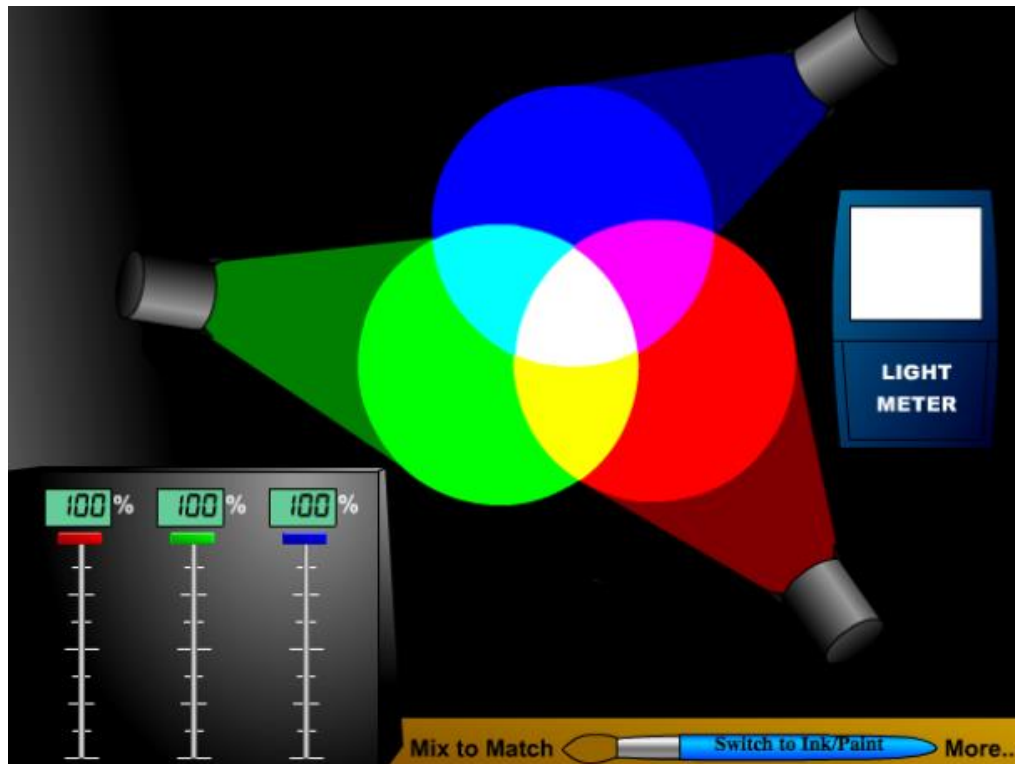 LIGHT
METER
100 % 100 % 100 %
Mix to Match Switch to Ink/Paint More..